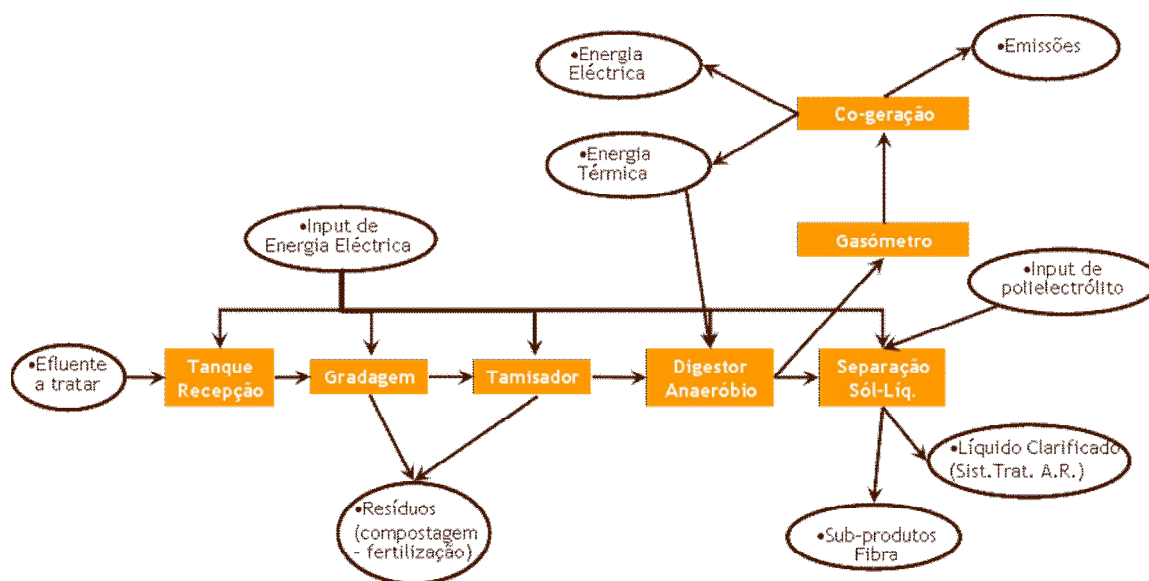 •Energia
Eléctrica
•Emissões
Co-geração
•Energia
Térmica
•Input de
Energia Eléctrica
Gasómetro
•Input de
polielectrólito
•Efluente
a tratar
Tanque
Recepção
Gradagem
Tamisador
Digestor
Anaeróbio
Separação
Sól-Líq.
•Líquido Clarificado
(Sist.Trat. A.R.)
•Resíduos
(compostagem
- fertilização)
•Sub-produtos
Fibra